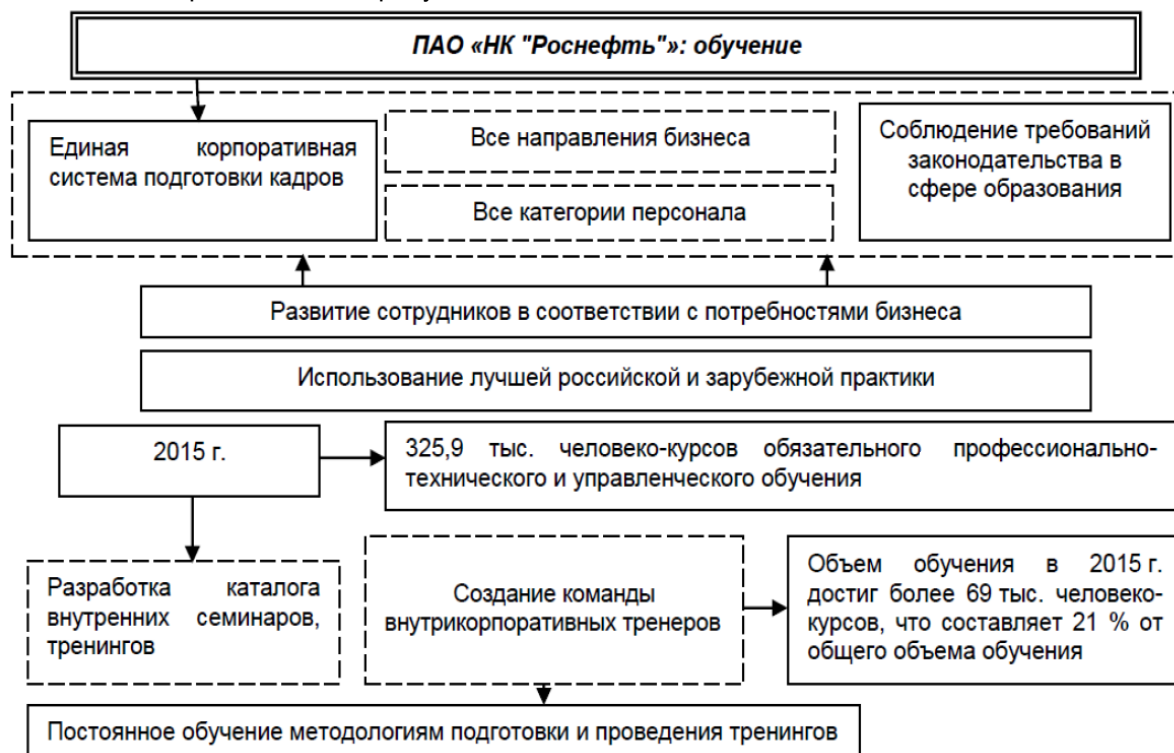 ПАО «НК "Роснефть"»: обучение
Единая корпоративная
система подготовки кадров
Все направления бизнеса
Все категории персонала
Соблюдение требований
законодательства в
сфере образования
Развитие сотрудников в соответствии с потребностями бизнеса
Использование лучшей российской и зарубежной практики
2015 г.
325,9 тыс. человеко-курсов обязательного профессионально-
технического и управленческого обучения
Разработка каталога
внутренних семинаров,
тренингов
Создание команды
внутрикорпоративных тренеров
Объем обучения в 2015 г.
достиг более 69 тыс. человеко-
курсов, что составляет 21 % от
общего объема обучения
Постоянное обучение методологиям подготовки и проведения тренингов